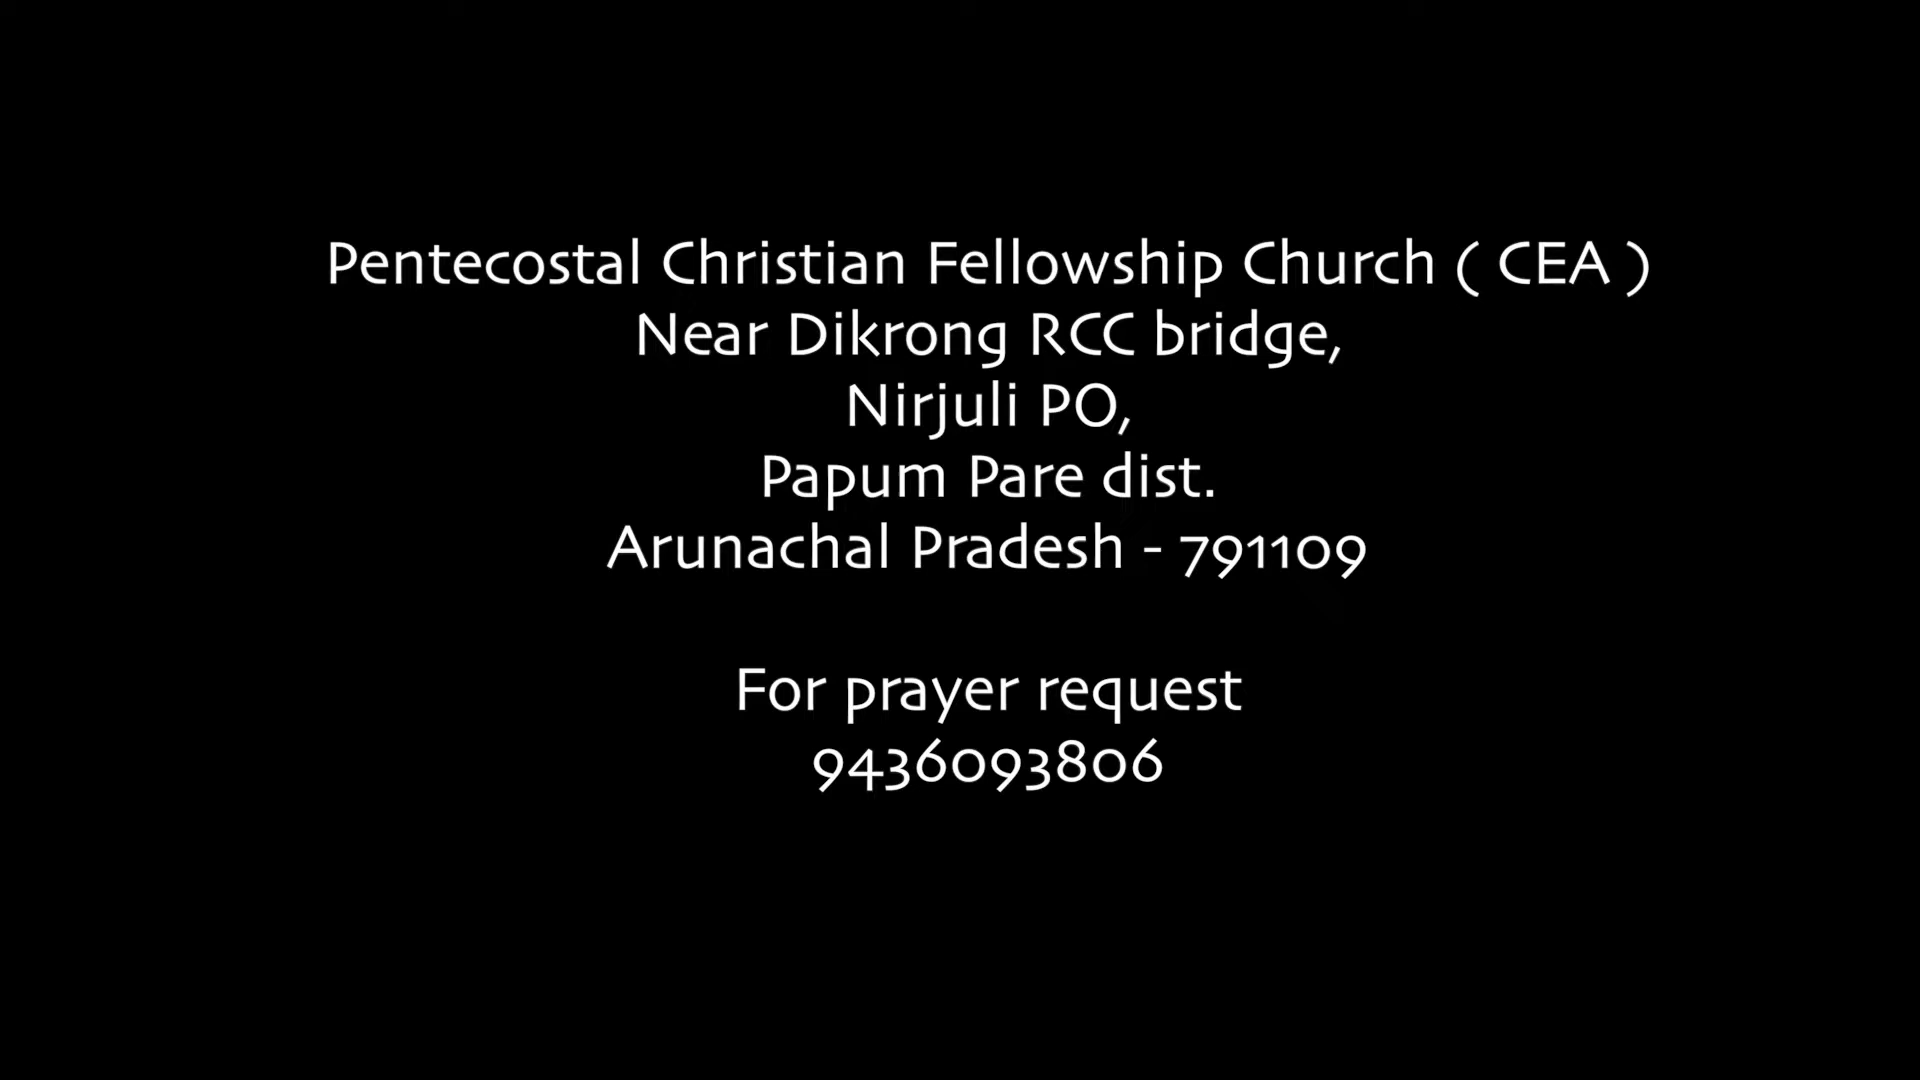 Pentecostal Christian Fellowship Church ( CEA )
Near Dikrong RCC bridge,
Nirjuli PO,
Papum Pare dist.
Arunachal Pradesh - 791109
For prayer request
9436093806